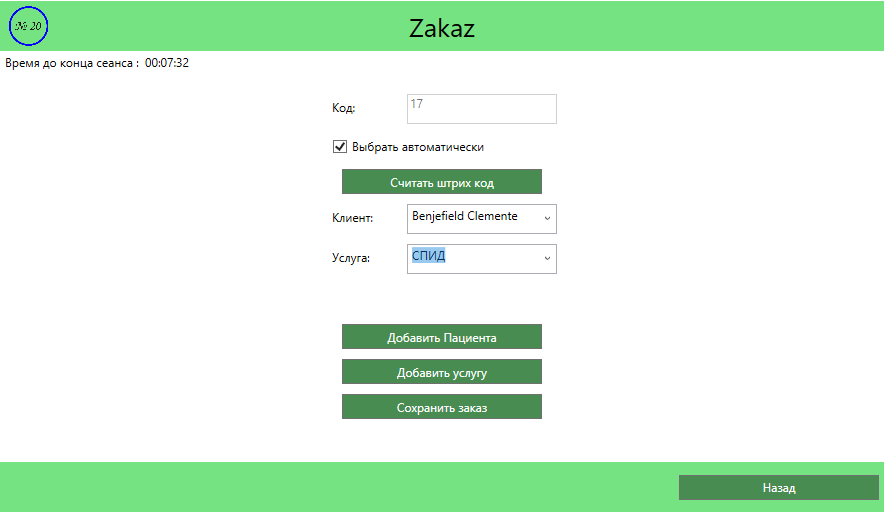 № 20
Zakaz
Время до конца сеанса : 00:07:32
Код: 17
Выбрать автоматически
Считать штрих код
Клиент: Benjefield Clemente
Услуга: СПИД
Добавить Пациента
Добавить услугу
Сохранить заказ
Назад